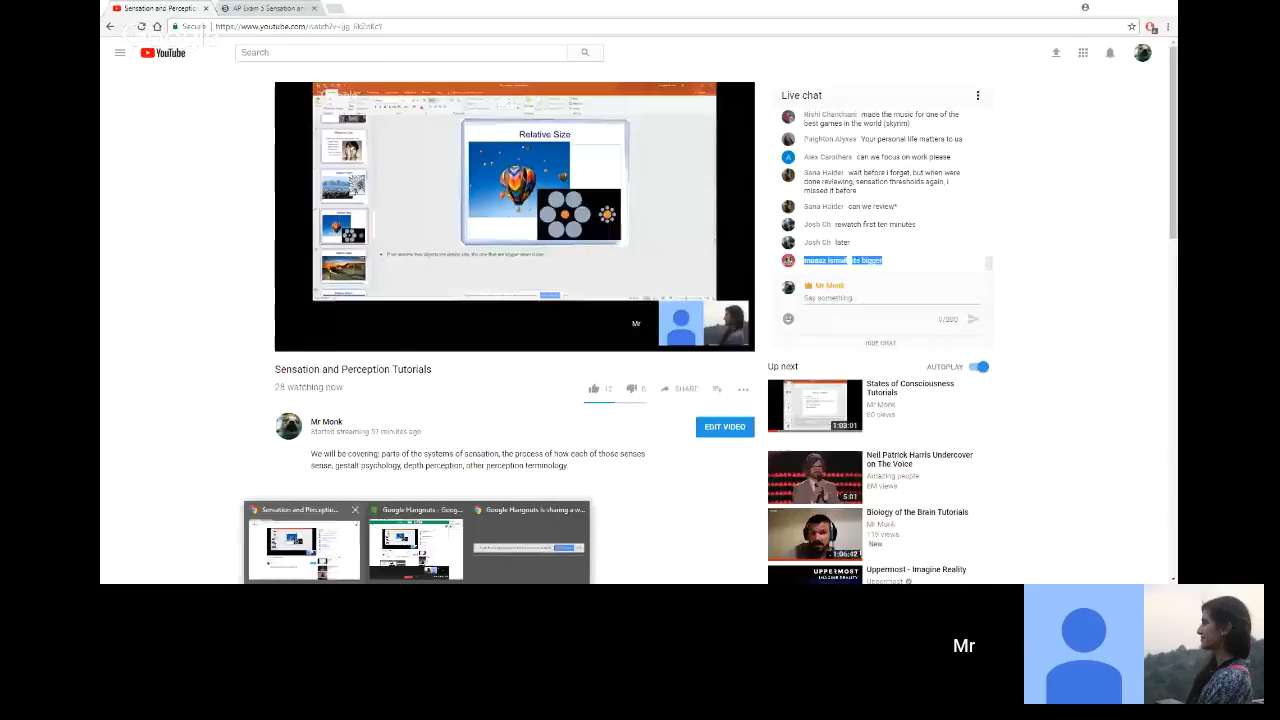 Sensation and Perceptio
AP Exam 5 Sensation an
Secure
YouTube
Search
Relative Size
Mr
Live chat
Rishi Chandnani made the music for one of the
best games in the world (skyrim)
Paighton Alyxas Your personal life matters to us
Alex Carothers can we focus on work please
Sana Haider wait before i forget, but when were
done reviewing, sensation thresholds again, i
missed it before
Sana Haider can we review*
Josh Ch rewatch first ten minutes
Josh Ch later
muaaz ismail its bigger
Mr Monk
Say something...
0/200
HIDE CHAT
Sensation and Perception Tutorials
28 watching now
12
0
SHARE
Mr Monk
Started streaming 57 minutes ago
EDIT VIDEO
We will be covering: parts of the systems of sensation, the process of how each of those senses
sense, gestalt psychology, depth perception, other perception terminology.
Up next
AUTOPLAY
States of Consciousness
Tutorials
Mr Monk
60 views
1:03:01
Neil Patrick Harris Undercover
on The Voice
Amazing people
6M views
5:01
Biology of the Brain Tutorials
Mr Monk
119 views
New
1:06:42
Uppermost - Imagine Reality
Uppermost
UPPERMOST
IMAGINE REALITY
Sensation and Perceptio...
Google Hangouts - Goog...
Google Hangouts is sharing a w...
Mr